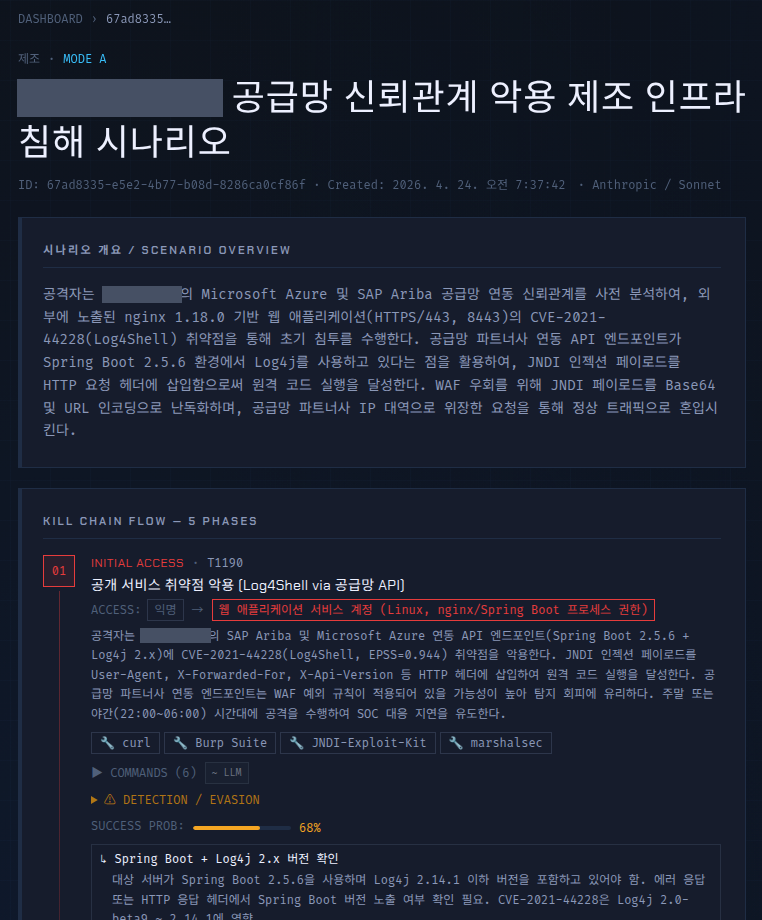 DASHBOARD › 67ad8335…
제조 · MODE A
공급망 신뢰관계 악용 제조 인프라
침해 시나리오
ID: 67ad8335-e5e2-4b77-b08d-8286ca0cf86f · Created: 2026. 4. 24. 오전 7:37:42 · Anthropic / Sonnet
시나리오 개요 / SCENARIO OVERVIEW
공격자는 의 Microsoft Azure 및 SAP Ariba 공급망 연동 신뢰관계를 사전 분석하여, 외
부에 노출된 nginx 1.18.0 기반 웹 애플리케이션(HTTPS/443, 8443)의 CVE-2021-
44228(Log4Shell) 취약점을 통해 초기 침투를 수행한다. 공급망 파트너사 연동 API 엔드포인트가
Spring Boot 2.5.6 환경에서 Log4j를 사용하고 있다는 점을 활용하여, JNDI 인젝션 페이로드를
HTTP 요청 헤더에 삽입함으로써 원격 코드 실행을 달성한다. WAF 우회를 위해 JNDI 페이로드를 Base64
및 URL 인코딩으로 난독화하며, 공급망 파트너사 IP 대역으로 위장한 요청을 통해 정상 트래픽으로 혼입시
킨다.
KILL CHAIN FLOW — 5 PHASES
01
INITIAL ACCESS · T1190
공개 서비스 취약점 악용 (Log4Shell via 공급망 API)
ACCESS: 익명 → 웹 애플리케이션 서비스 계정 (Linux, nginx/Spring Boot 프로세스 권한)
공격자는 의 SAP Ariba 및 Microsoft Azure 연동 API 엔드포인트(Spring Boot 2.5.6 +
Log4j 2.x)에 CVE-2021-44228(Log4Shell, EPSS=0.944) 취약점을 악용한다. JNDI 인젝션 페이로드를
User-Agent, X-Forwarded-For, X-Api-Version 등 HTTP 헤더에 삽입하여 원격 코드 실행을 달성한다. 공
급망 파트너사 연동 엔드포인트는 WAF 예외 규칙이 적용되어 있을 가능성이 높아 탐지 회피에 유리하다. 주말 또는
야간(22:00~06:00) 시간대에 공격을 수행하여 SOC 대응 지연을 유도한다.
curl Burp Suite JNDI-Exploit-Kit marshalsec
▶ COMMANDS (6) ~ LLM
▶ ⚠ DETECTION / EVASION
SUCCESS PROB: 68%
↳ Spring Boot + Log4j 2.x 버전 확인
대상 서버가 Spring Boot 2.5.6을 사용하며 Log4j 2.14.1 이하 버전을 포함하고 있어야 함. 에러 응답
또는 HTTP 응답 헤더에서 Spring Boot 버전 노출 여부 확인 필요. CVE-2021-44228은 Log4j 2.0-
beta9 ~ 2.14.1에 영향